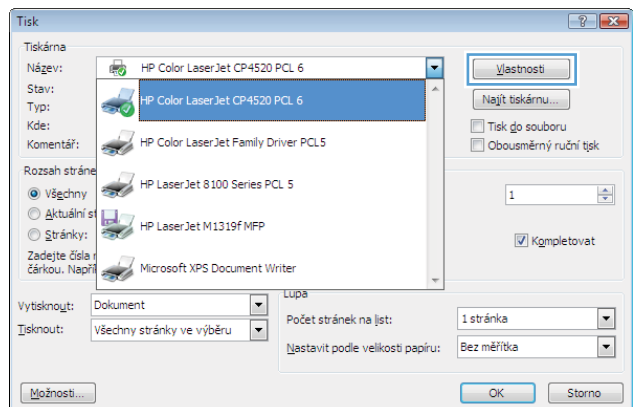 Tisk
Tiskárna
Název: HP Color LaserJet CP4520 PCL 6 Vlastnosti
Stav: HP Color LaserJet CP4520 PCL 6 Najít tiskárnu...
Typ:
Kde: Tisk do souboru
Komentář: HP Color LaserJet Family Driver PCL5 Obousměrný ruční tisk
Rozsah stráne
Všechny HP LaserJet 8100 Series PCL 5 1
Aktuální st
Stránky: HP LaserJet M1319f MFP Kompletovat
Zadejte čísla r
čárkou. Napří Microsoft XPS Document Writer
Lupa
Vytisknout: Dokument Počet stránek na list: 1 stránka
Tisknout: Všechny stránky ve výběru Nastavit podle velikosti papíru: Bez měřítka
Možnosti... OK Storno